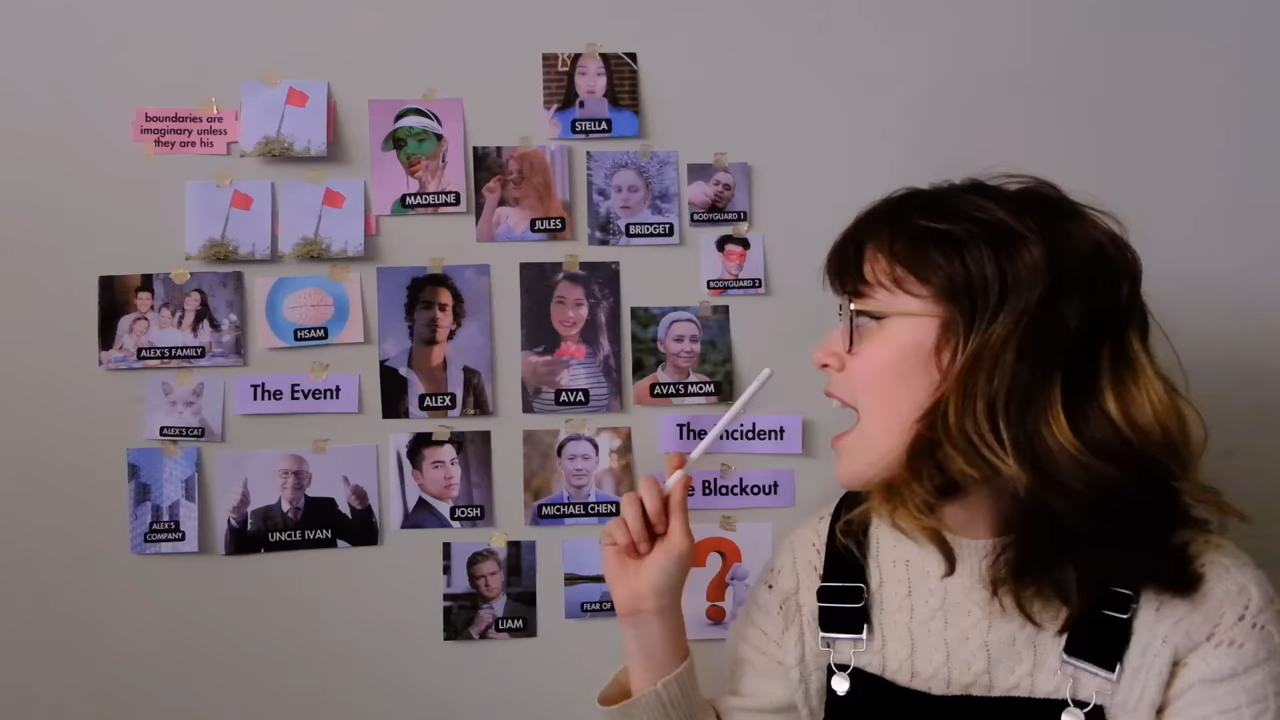 boundaries are
imaginary unless
they are his
STELLA
MADELINE
JULES
BRIDGET
BODYGUARD 1
BODYGUARD 2
ALEX'S FAMILY
HSAM
ALEX
AVA
AVA'S MOM
ALEX'S CAT
The Event
The Incident
Blackout
ALEX'S
COMPANY
UNCLE IVAN
JOSH
MICHAEL CHEN
LIAM
FEAR OF
?